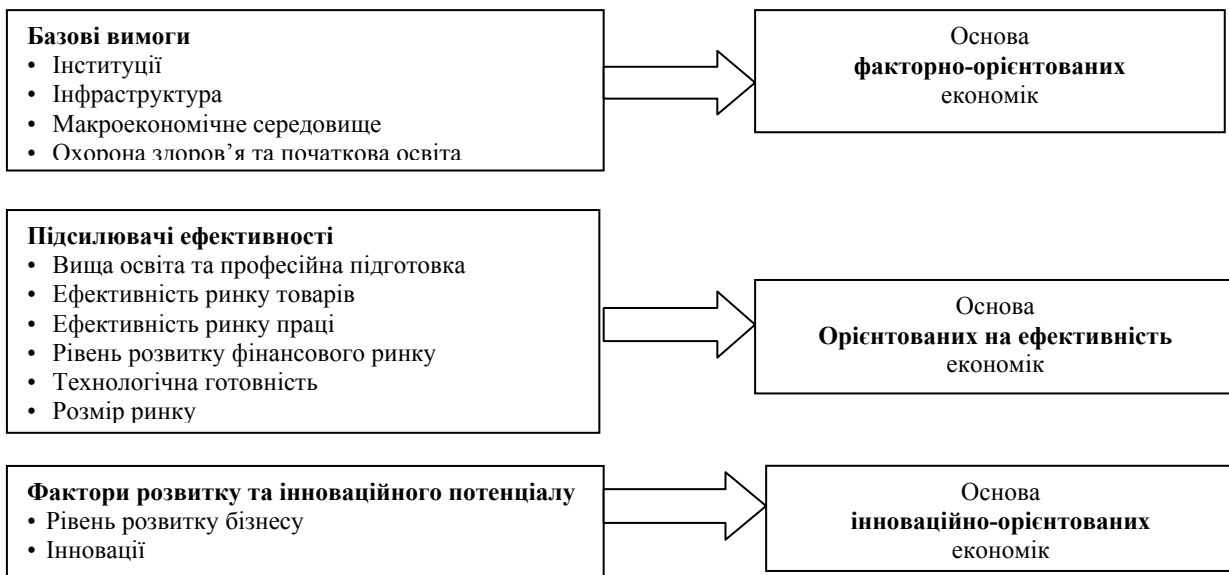 Базові вимоги
• Інституції
• Інфраструктура
• Макроекономічне середовище
• Охорона здоров’я та початкова освіта
Основа
факторно-орієнтованих
економік
Підсилювачі ефективності
• Вища освіта та професійна підготовка
• Ефективність ринку товарів
• Ефективність ринку праці
• Рівень розвитку фінансового ринку
• Технологічна готовність
• Розмір ринку
Основа
Орієнтованих на ефективність
економік
Фактори розвитку та інноваційного потенціалу
• Рівень розвитку бізнесу
• Інновації
Основа
інноваційно-орієнтованих
економік